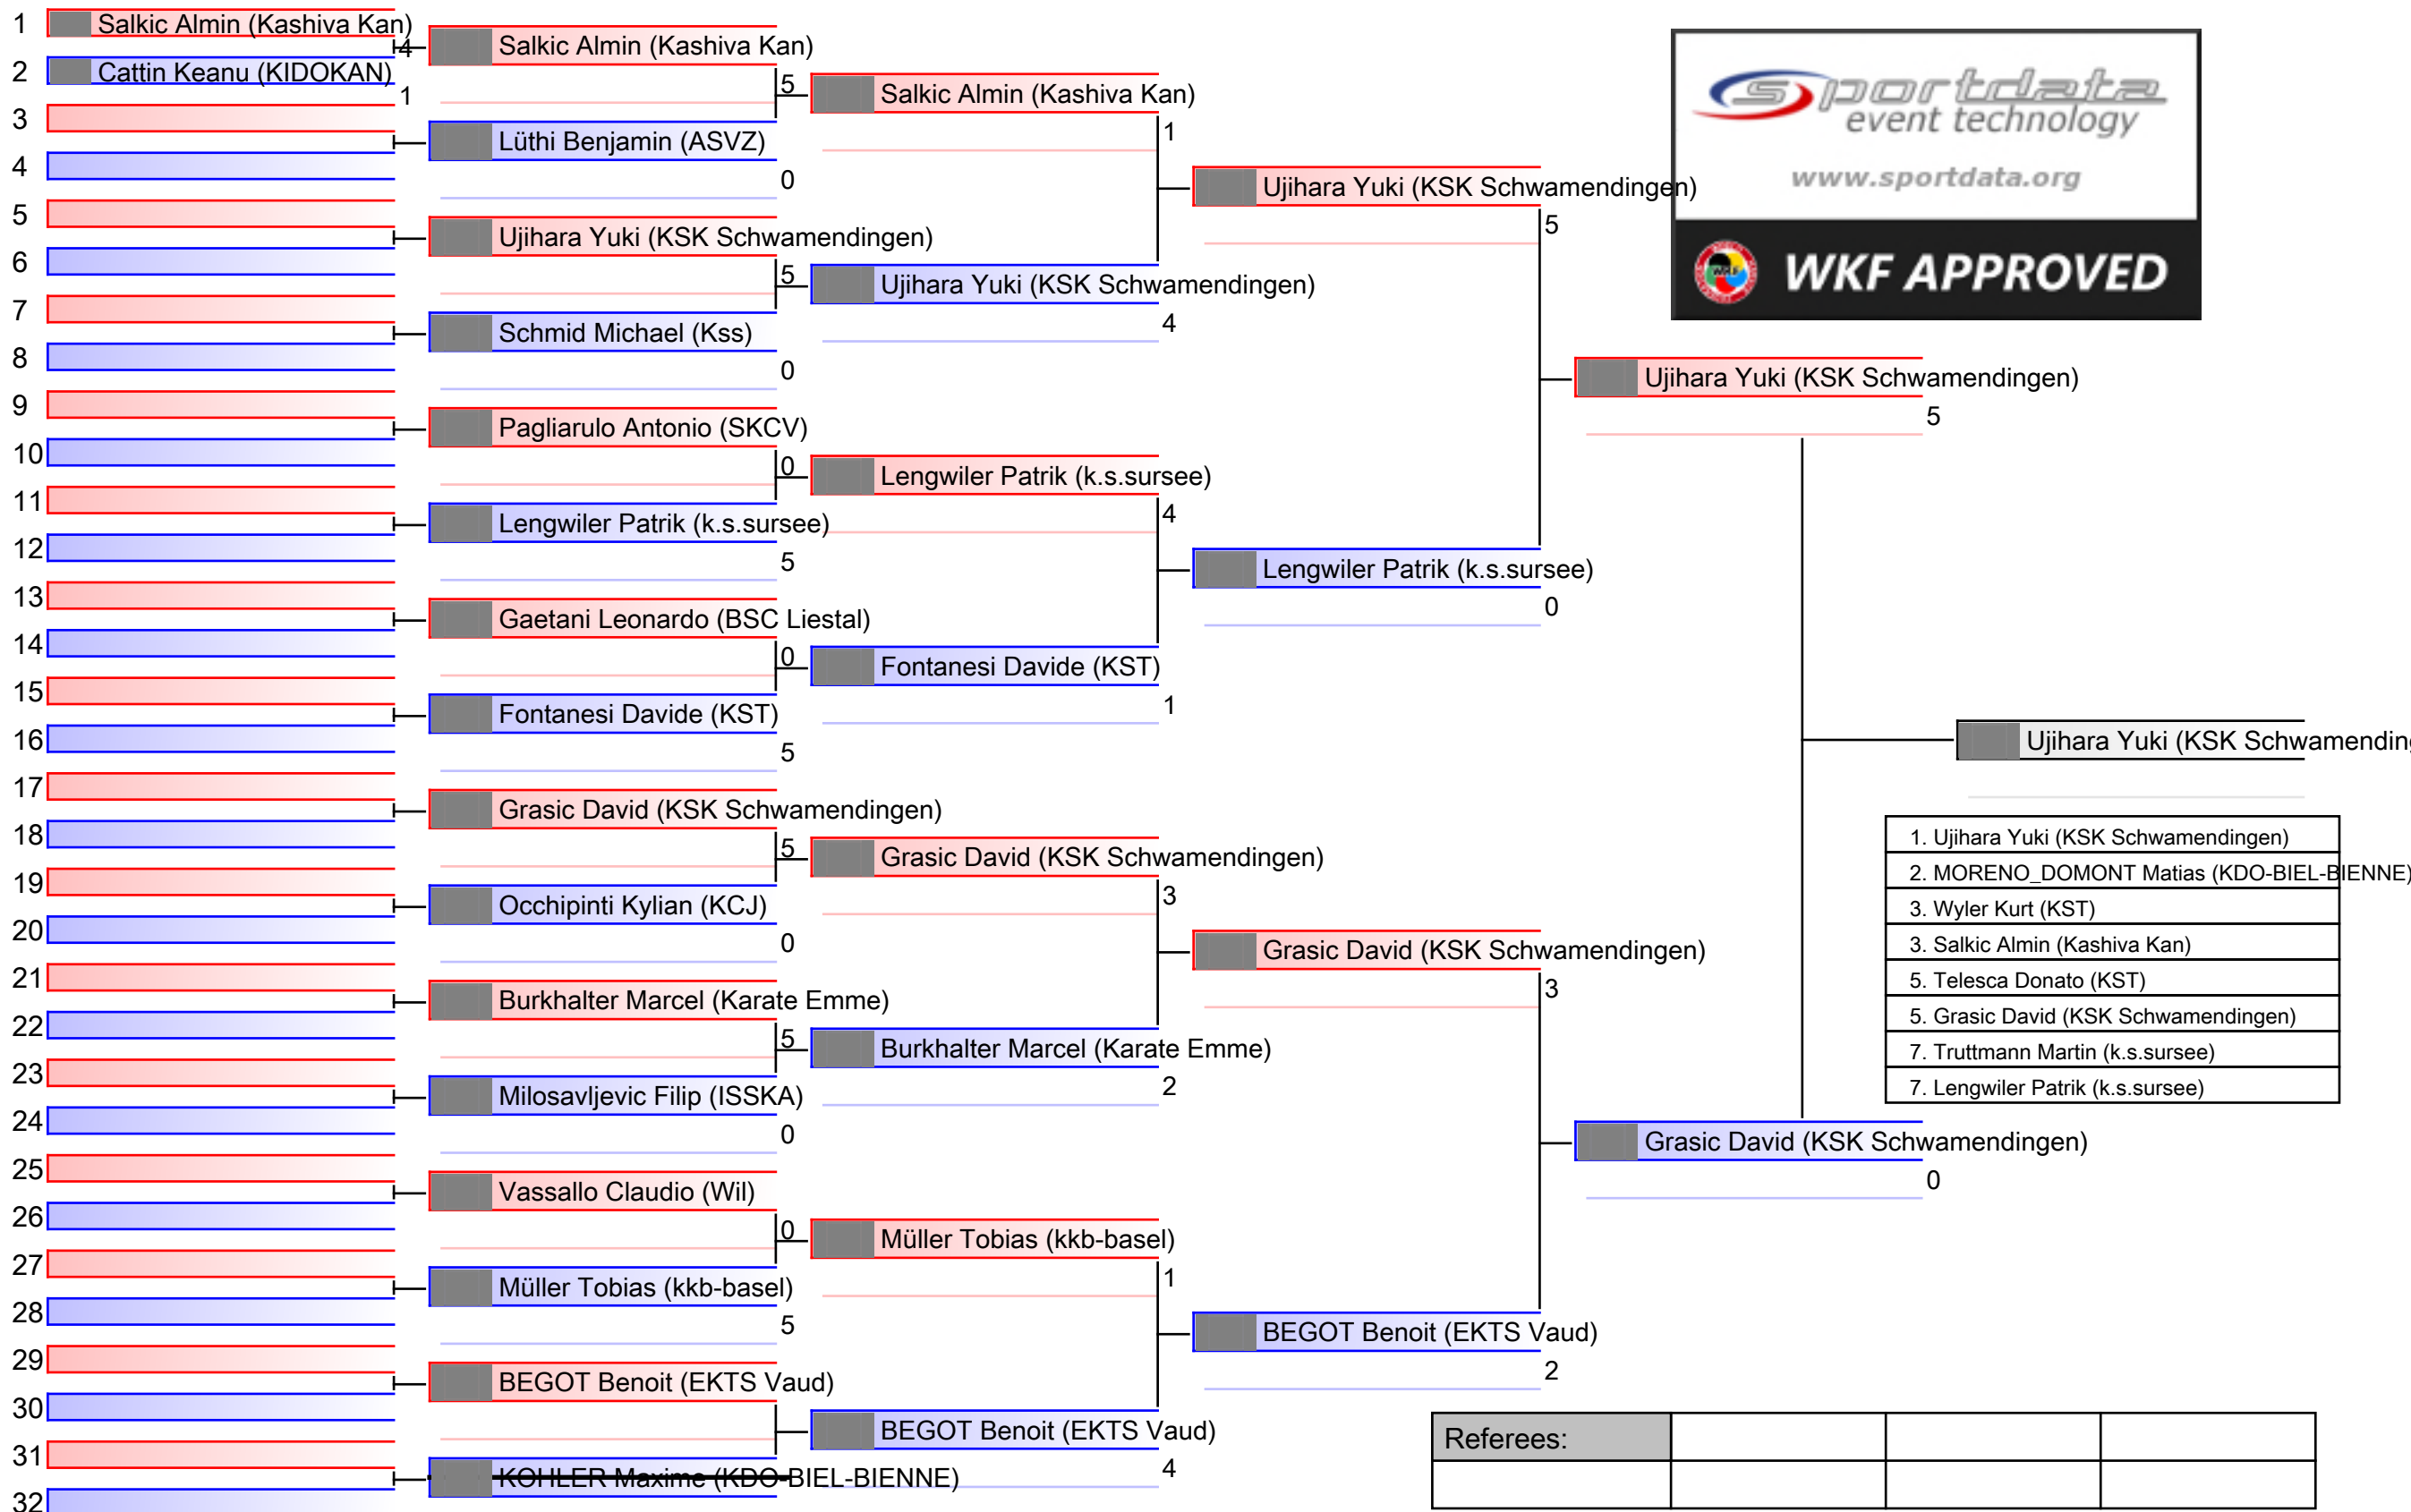 1 Salkic Almin (Kashiva Kan)
4
2 Cattin Keanu (KIDOKAN)
1
3
4
5
6
7
8
9
10
11
12
13
14
15
16
17
18
19
20
21
22
23
24
25
26
27
28
29
30
31
32
Salkic Almin (Kashiva Kan)
5
Lüthi Benjamin (ASVZ)
0
Ujihara Yuki (KSK Schwamendingen)
5
Schmid Michael (Kss)
0
Pagliarulo Antonio (SKCV)
0
Lengwiler Patrik (k.s.sursee)
5
Gaetani Leonardo (BSC Liestal)
0
Fontanesi Davide (KST)
5
Grasic David (KSK Schwamendingen)
5
Occhipinti Kylian (KCJ)
0
Burkhalter Marcel (Karate Emme)
5
Milosavljevic Filip (ISSKA)
0
Vassallo Claudio (Wil)
0
Müller Tobias (kkb-basel)
5
BEGOT Benoit (EKTS Vaud)
KOHLER Maxime (KDO-BIEL-BIENNE)
Salkic Almin (Kashiva Kan)
1
Ujihara Yuki (KSK Schwamendingen)
4
Lengwiler Patrik (k.s.sursee)
4
Fontanesi Davide (KST)
1
Grasic David (KSK Schwamendingen)
3
Burkhalter Marcel (Karate Emme)
2
Müller Tobias (kkb-basel)
1
BEGOT Benoit (EKTS Vaud)
4
Ujihara Yuki (KSK Schwamendingen)
5
Lengwiler Patrik (k.s.sursee)
0
Grasic David (KSK Schwamendingen)
3
BEGOT Benoit (EKTS Vaud)
2
Ujihara Yuki (KSK Schwamendingen)
5
Grasic David (KSK Schwamendingen)
0
Ujihara Yuki (KSK Schwamending
sportdata
event technology
www.sportdata.org
WKF
WKF APPROVED
1. Ujihara Yuki (KSK Schwamendingen)
2. MORENO_DOMONT Matias (KDO-BIEL-BIENNE)
3. Wyler Kurt (KST)
3. Salkic Almin (Kashiva Kan)
5. Telesca Donato (KST)
5. Grasic David (KSK Schwamendingen)
7. Truttmann Martin (k.s.sursee)
7. Lengwiler Patrik (k.s.sursee)
Referees: